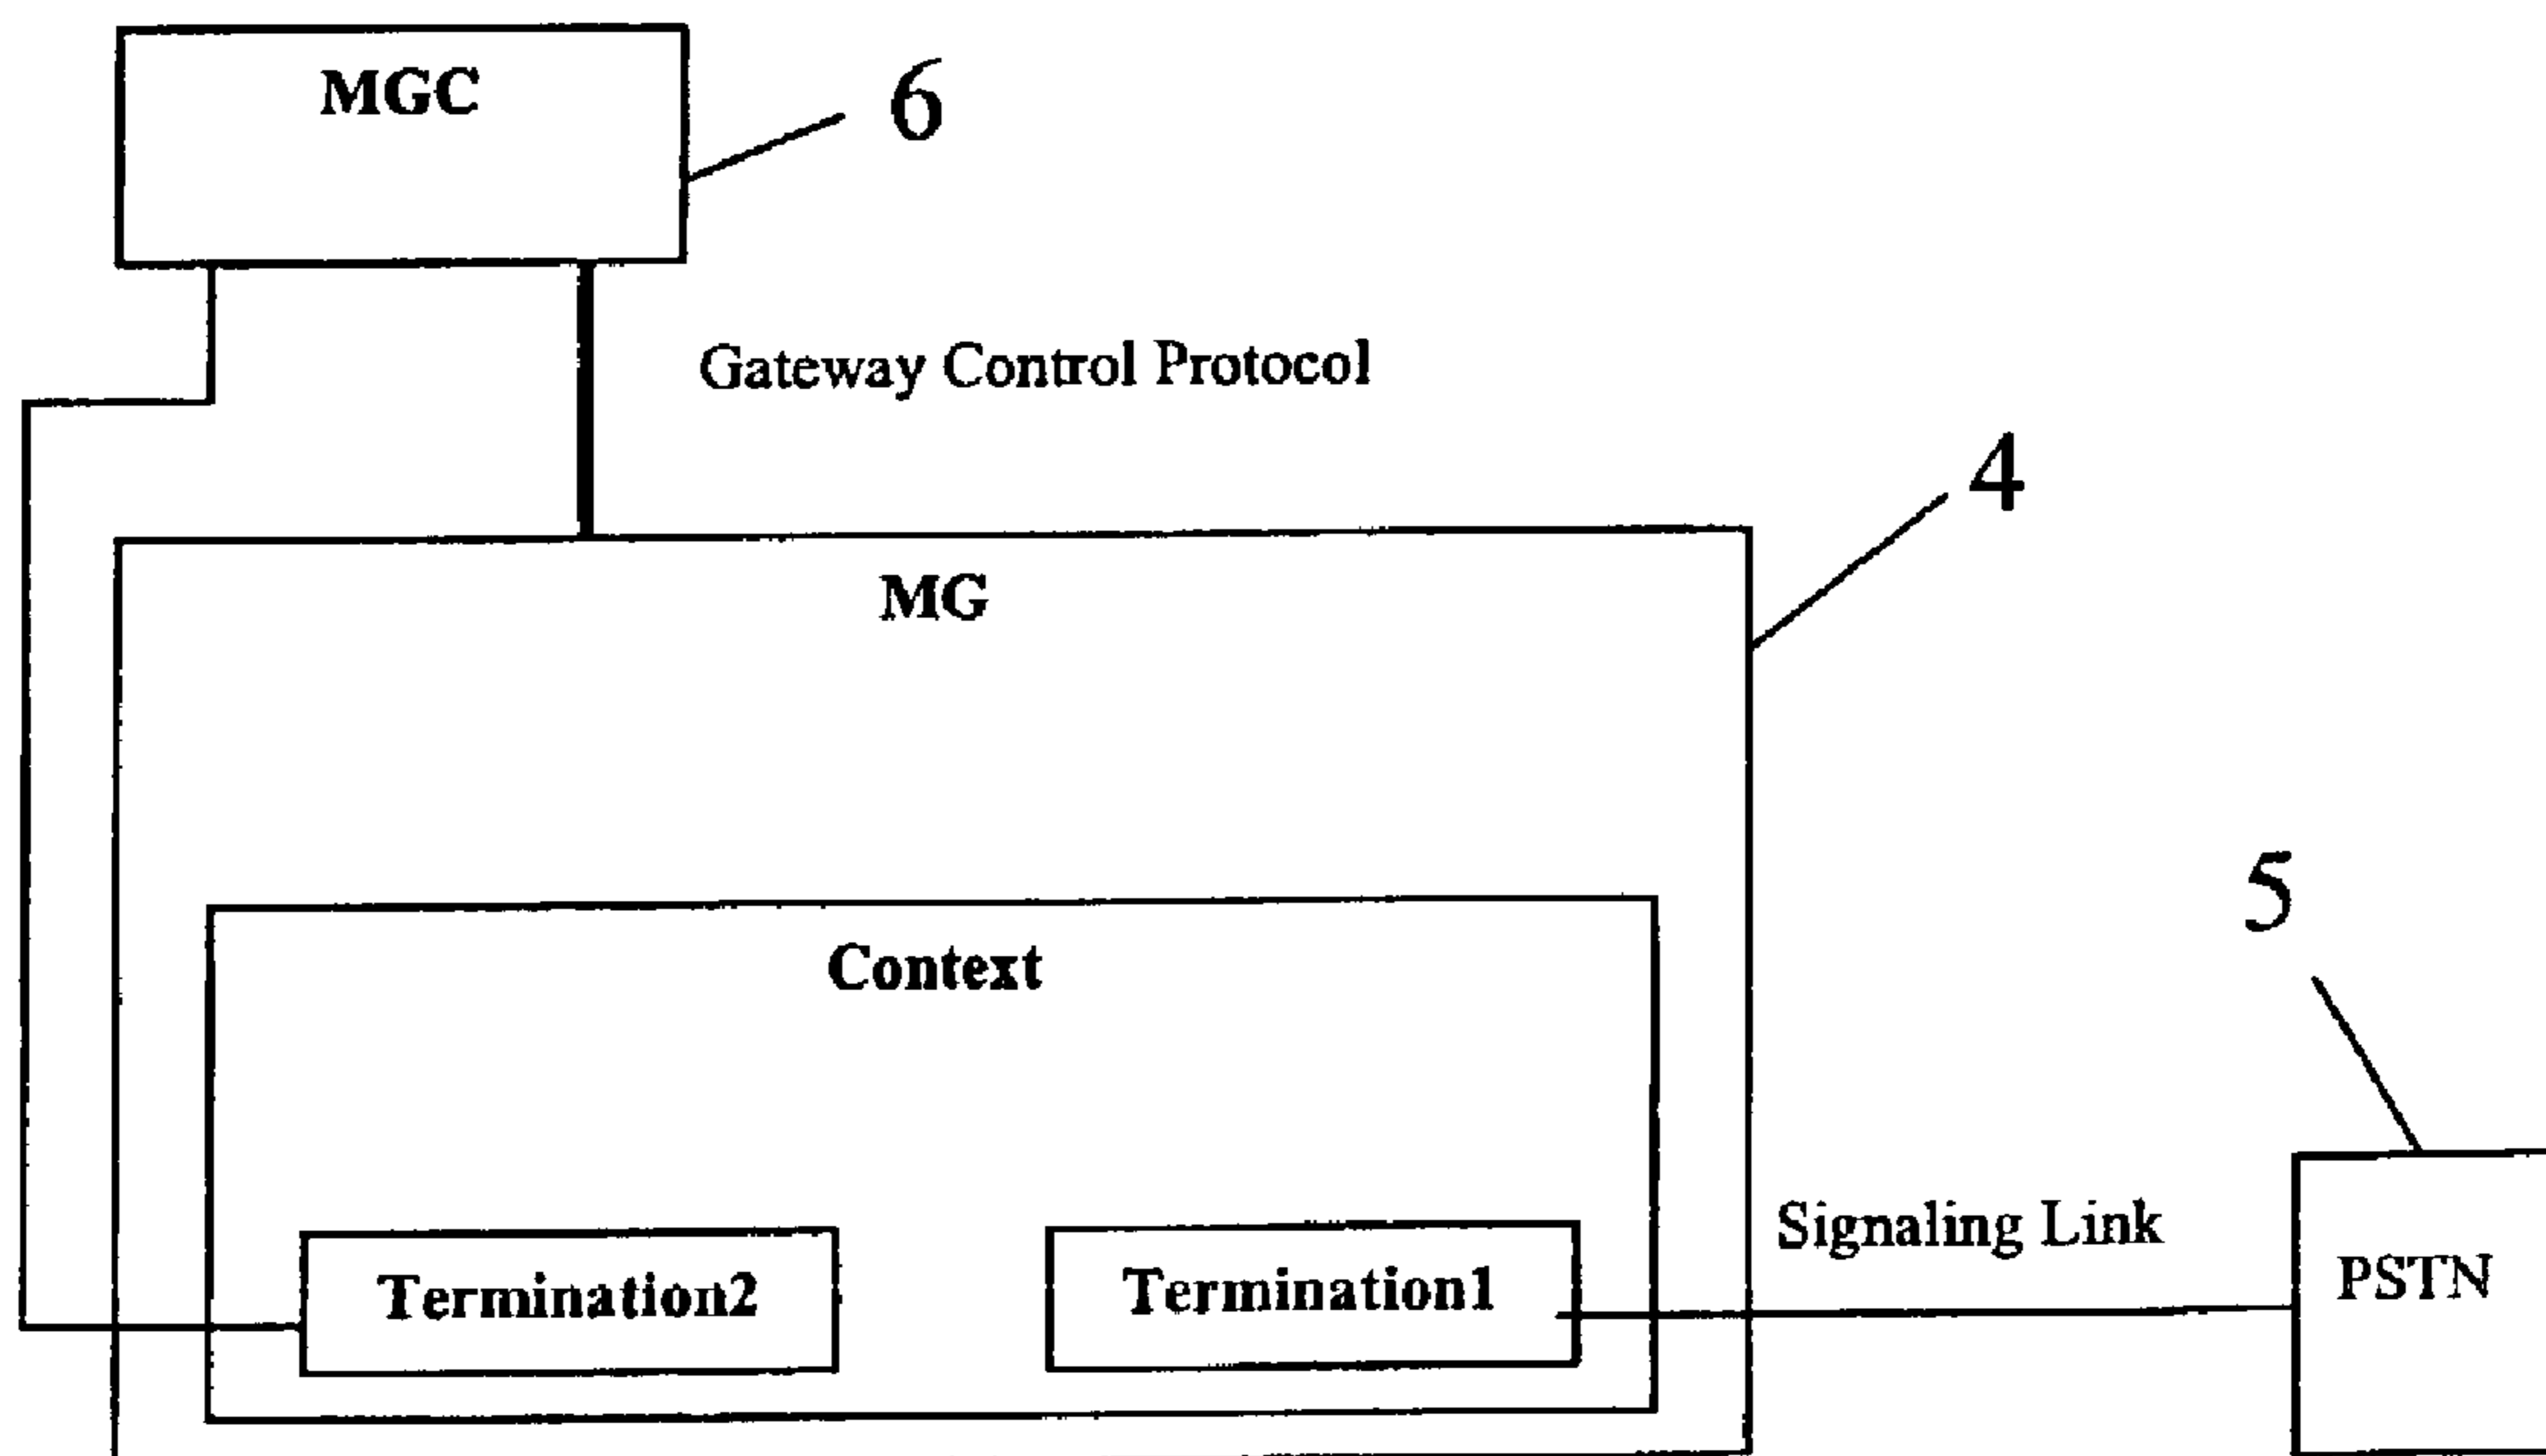 MGC
6
Gateway Control Protocol
4
MG
5
Context
Signaling Link
PSTN
Termination2
Termination1